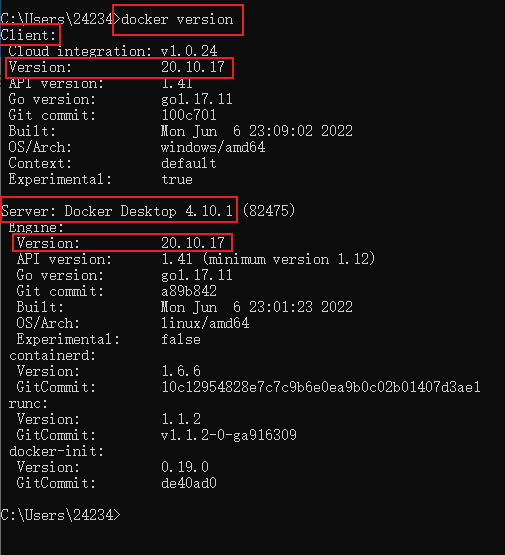 C:\Users\24234>docker version
Client:
Cloud integration: v1.0.24
Version: 20.10.17
API version: 1.41
Go version: go1.17.11
Git commit: 100c701
Built: Mon Jun 6 23:09:02 2022
OS/Arch: windows/amd64
Context: default
Experimental: true
Server: Docker Desktop 4.10.1 (82475)
Engine:
Version: 20.10.17
API version: 1.41 (minimum version 1.12)
Go version: go1.17.11
Git commit: a89b842
Built: Mon Jun 6 23:01:23 2022
OS/Arch: linux/amd64
Experimental: false
containerd:
Version: 1.6.6
GitCommit: 10c12954828e7c7c9b6e0ea9b0c02b01407d3ae1
runc:
Version: 1.1.2
GitCommit: v1.1.2-0-ga916309
docker-init:
Version: 0.19.0
GitCommit: de40ad0
C:\Users\24234>